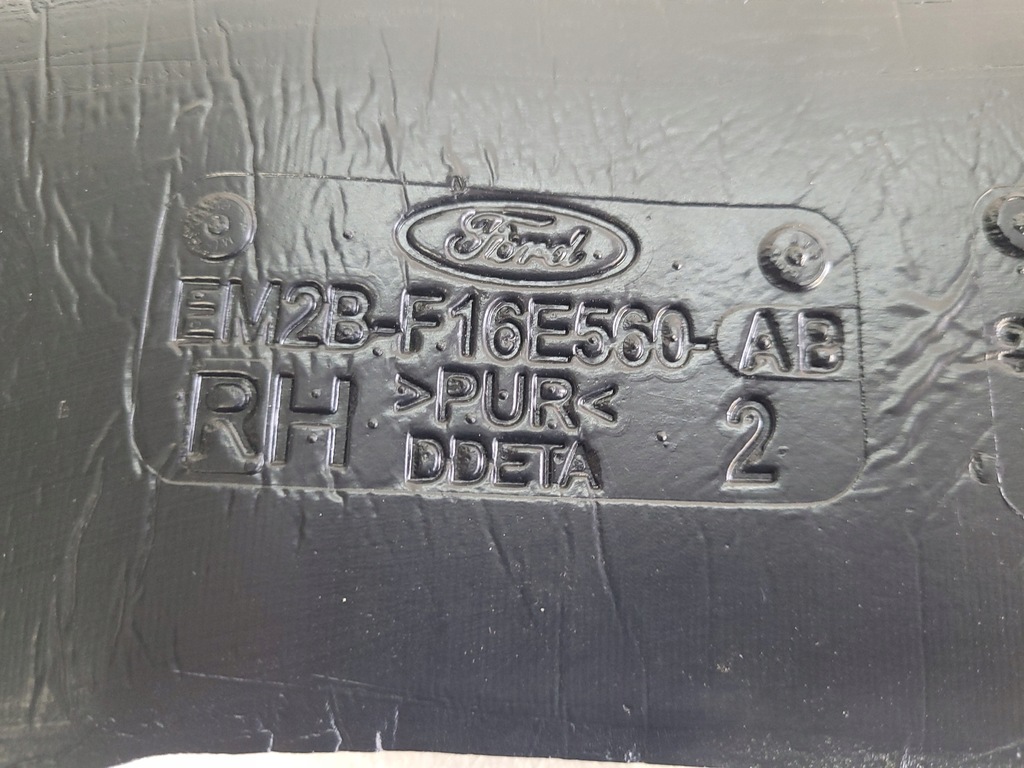 Ford
EM2B-F16E560-AB
RH >PUR< 2
DDETA